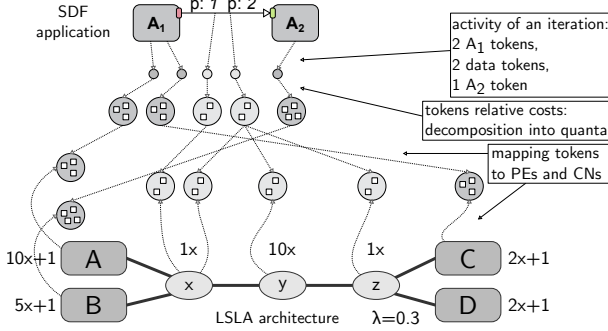 SDF
application
A1
p: 1 p: 2
A2
activity of an iteration:
2 A1 tokens,
2 data tokens,
1 A2 token
tokens relative costs:
decomposition into quanta
mapping tokens
to PEs and CNs
10x+1
A
1x
10x
1x
C
2x+1
x
y
z
5x+1
B
D
2x+1
LSLA architecture
λ=0.3